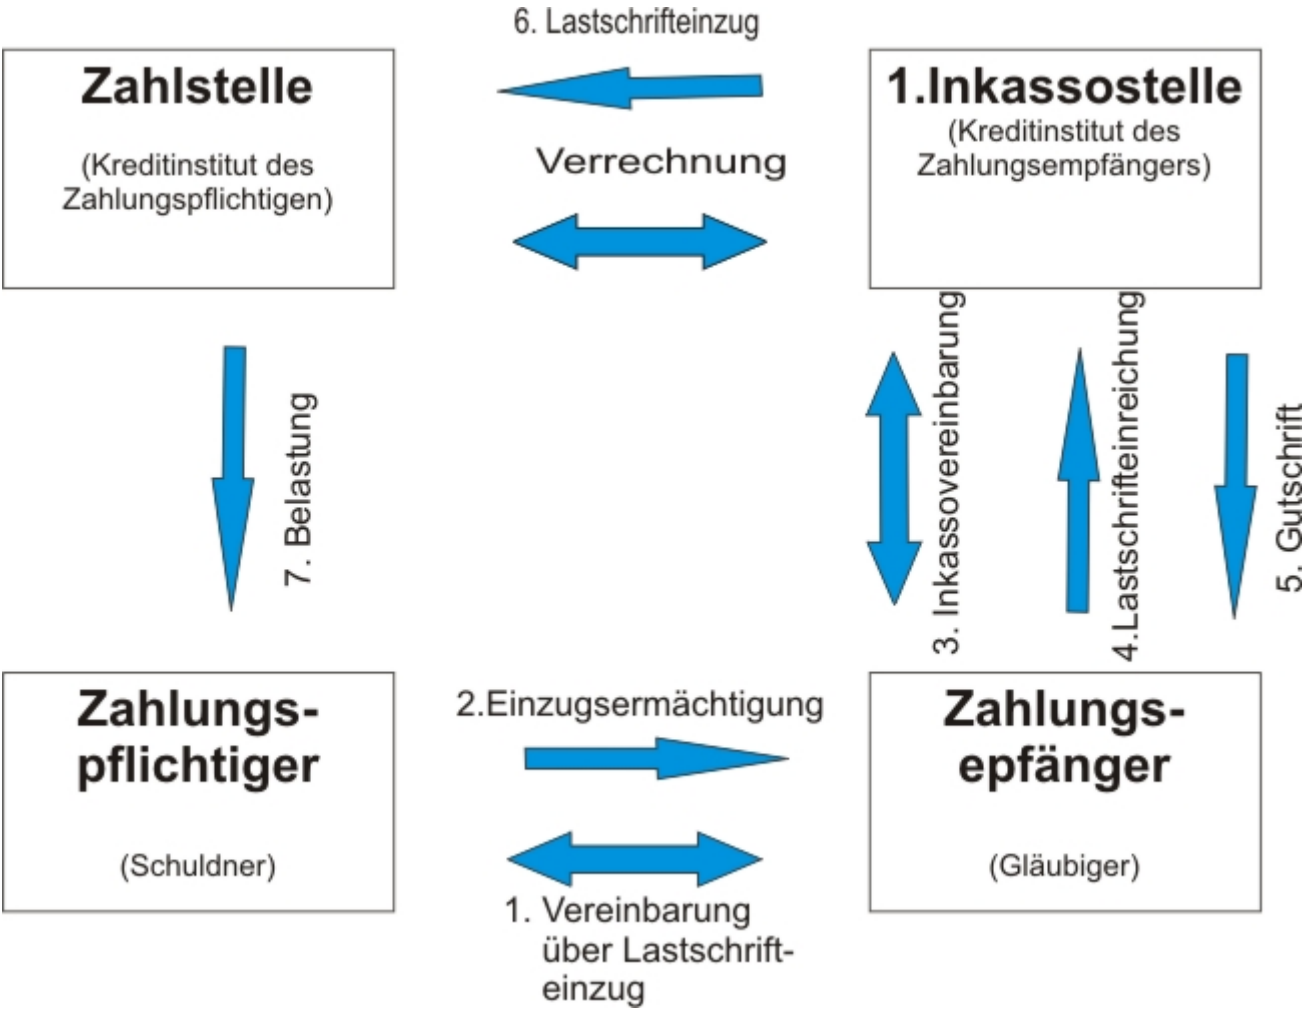 6. Lastschrifteinzug
Zahlstelle
(Kreditinstitut des
Zahlungspflichtigen)
Verrechnung
1.Inkassostelle
(Kreditinstitut des
Zahlungsempfängers)
7. Belastung
3. Inkassovereinbarung
4.Lastschrifteinreichung
5. Gutschrift
Zahlungs-
pflichtiger
(Schuldner)
2.Einzugsermächtigung
1. Vereinbarung
über Lastschrift-
einzug
Zahlungs-
epfänger
(Gläubiger)